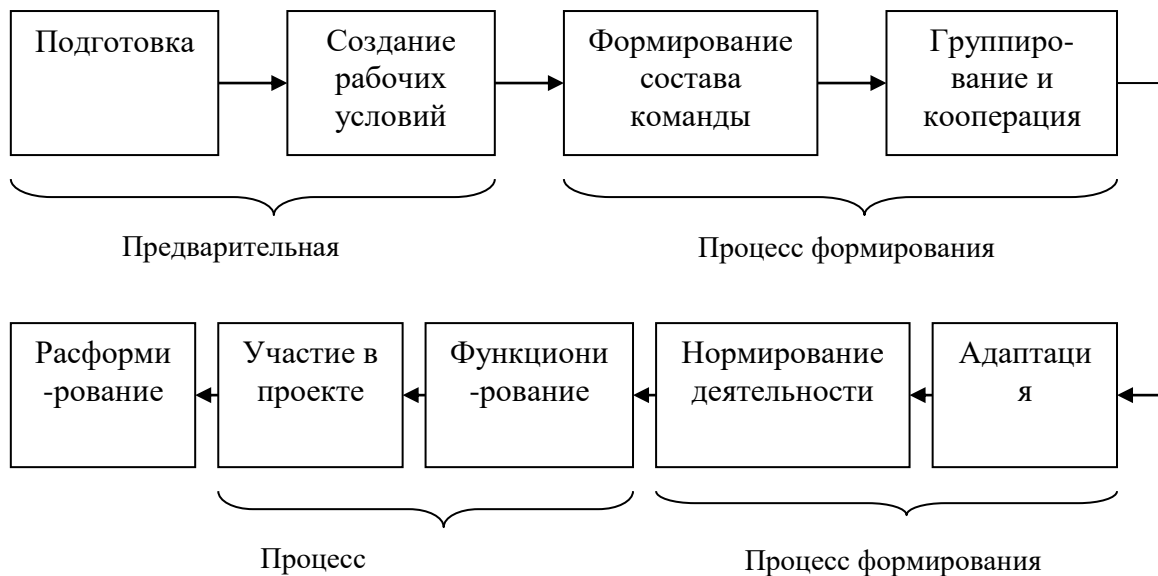 Подготовка
Создание
рабочих
условий
Формирование
состава
команды
Группиро-
вание и
кооперация
Предварительная
Процесс формирования
Расформи
-рование
Участие в
проекте
Функциони
-рование
Нормирование
деятельности
Адаптаци
я
Процесс
Процесс формирования